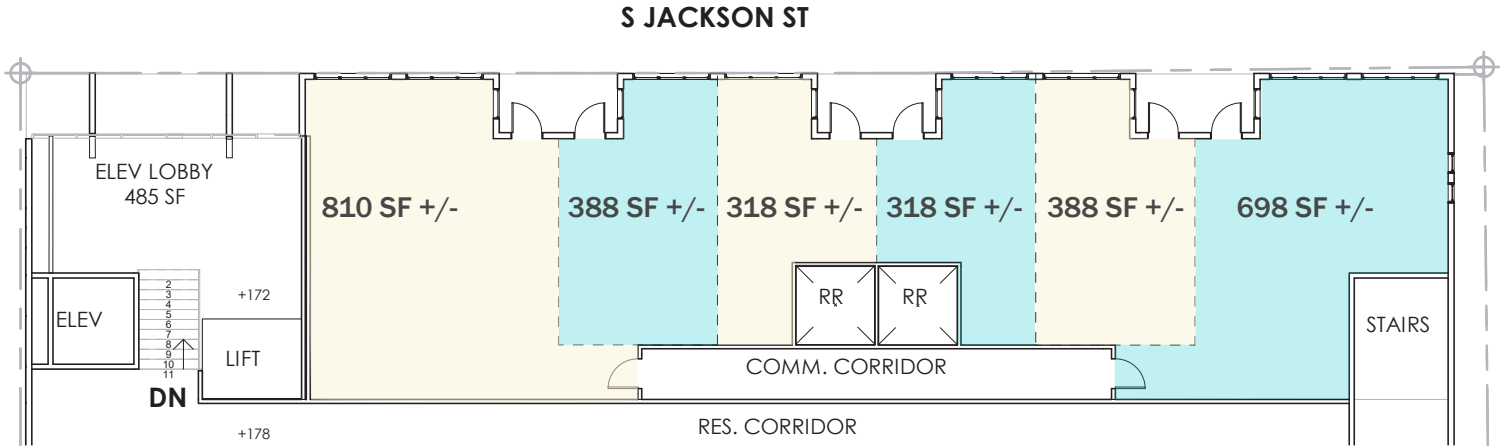 S JACKSON ST
ELEV LOBBY
485 SF
810 SF +/-
388 SF +/-
318 SF +/-
318 SF +/-
388 SF +/-
698 SF +/-
2
3
4
5
6
7
8
9
10
11
+172
RR
RR
ELEV
STAIRS
LIFT
COMM. CORRIDOR
DN
RES. CORRIDOR
+178